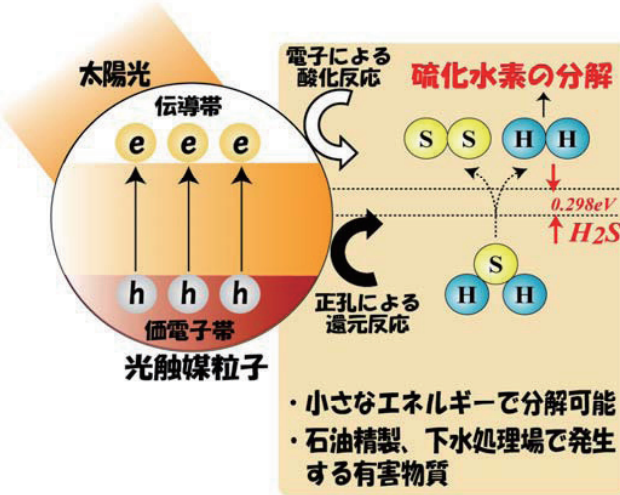 太陽光
伝導帯
e e e
h h h
価電子帯
光触媒粒子
電子による
酸化反応
正孔による
還元反応
硫化水素の分解
S S H H
0.298eV
H2S
S
H H
・小さなエネルギーで分解可能
・石油精製、下水処理場で発生
する有害物質